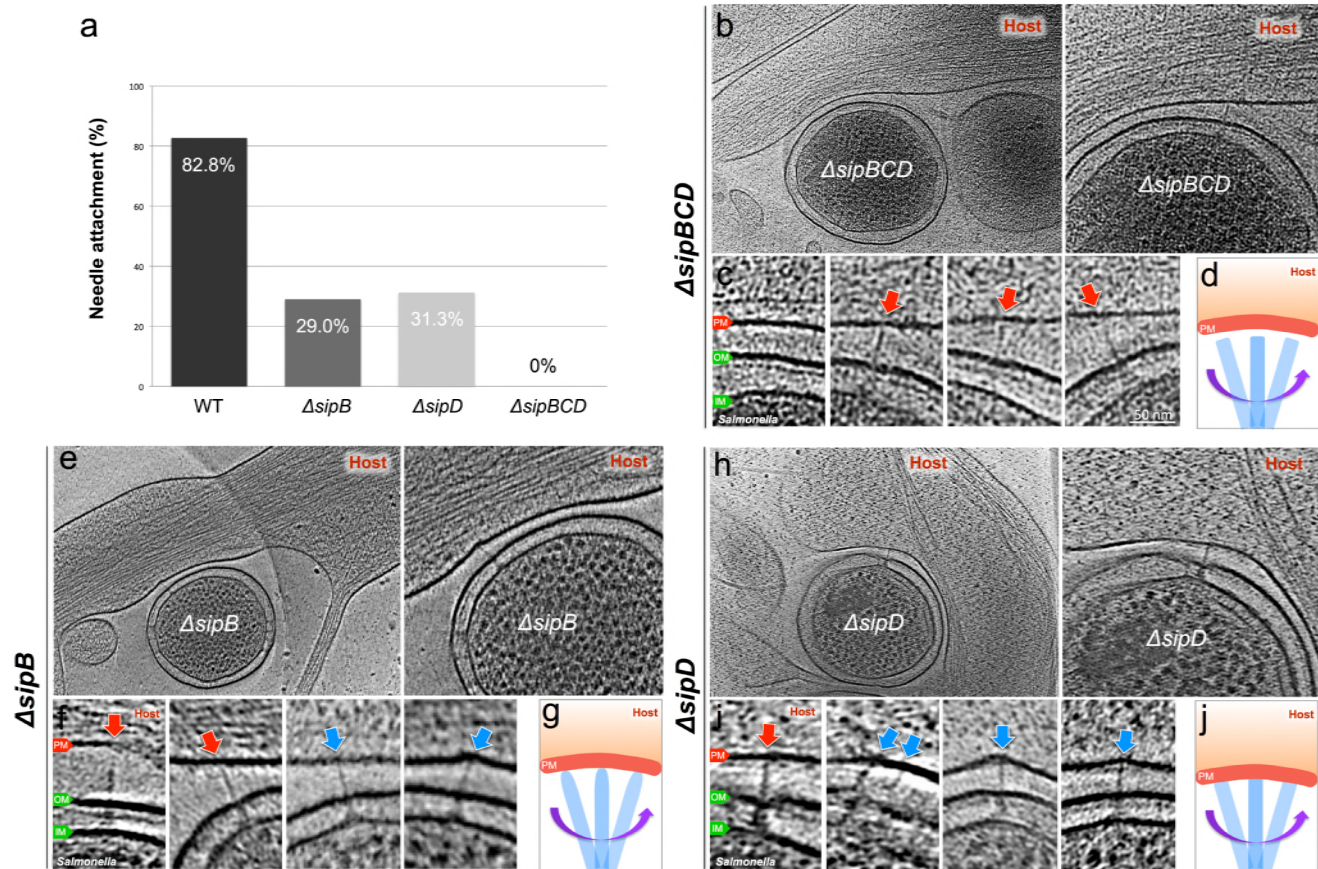 a
Needle attachment (%)
100
80
60
40
20
0
82.8%
29.0%
31.3%
0%
WT
ΔsipB
ΔsipD
ΔsipBCD
ΔsipBCD
b
Host
ΔsipBCD
Host
ΔsipBCD
c
PM
OM
IM
Salmonella
50 nm
d
Host
PM
ΔsipB
e
Host
ΔsipB
Host
ΔsipB
f
Host
PM
OM
IM
Salmonella
g
Host
PM
ΔsipD
h
Host
ΔsipD
Host
ΔsipD
i
Host
PM
OM
IM
Salmonella
j
Host
PM